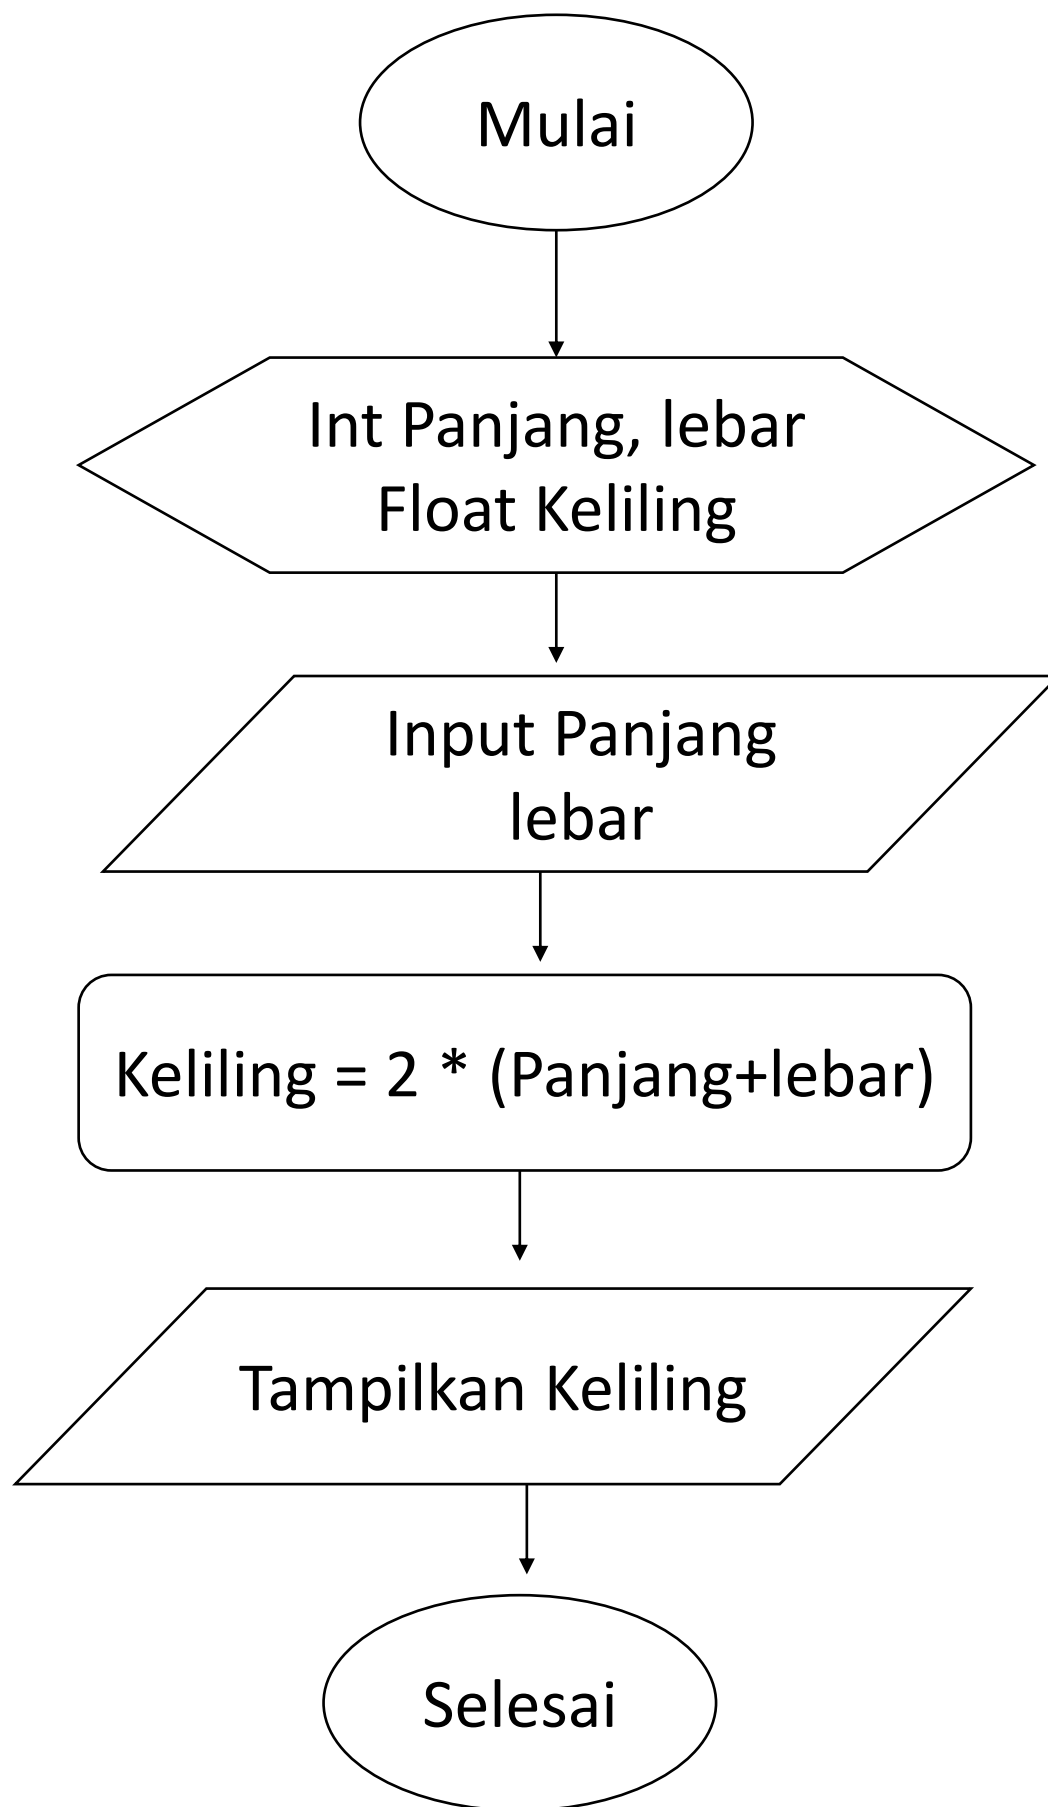 Mulai
Int Panjang, lebar
Float Keliling
Input Panjang
lebar
Keliling = 2 * (Panjang+lebar)
Tampilkan Keliling
Selesai